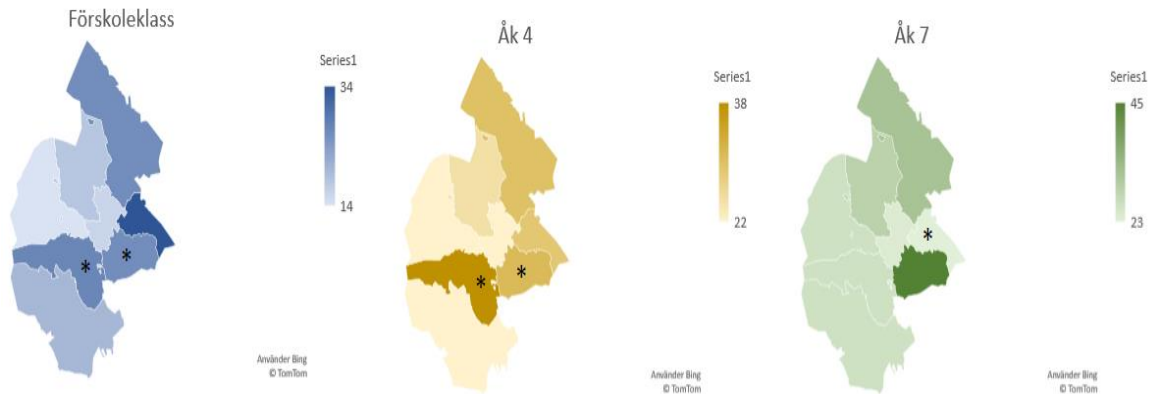 Förskoleklass
Series1
34
14
*
*
Använder Bing
© TomTom
Åk 4
Series1
38
22
*
*
Använder Bing
© TomTom
Åk 7
Series1
45
23
*
Använder Bing
© TomTom